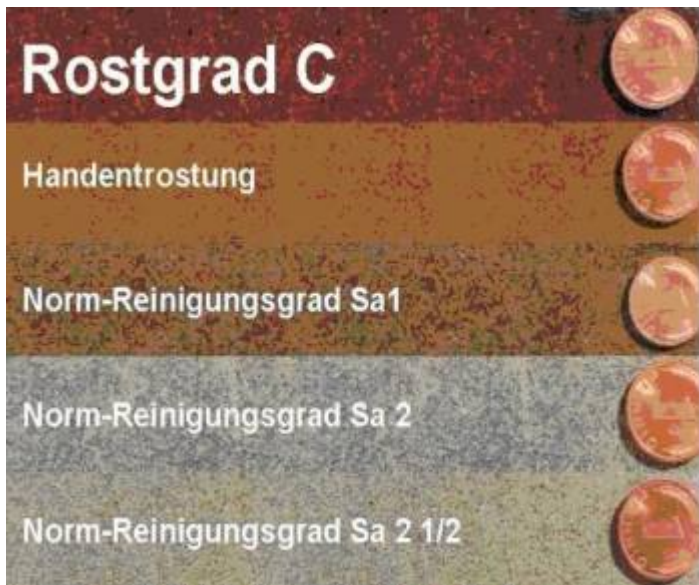 Rostgrad C
Handentrostung
Norm-Reinigungsgrad Sa1
Norm-Reinigungsgrad Sa 2
Norm-Reinigungsgrad Sa 2 1/2